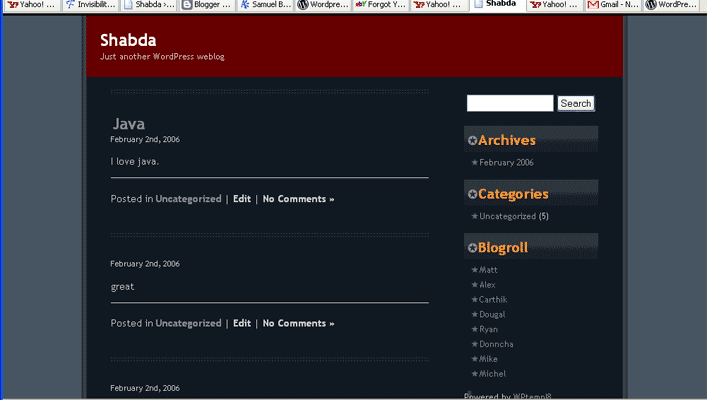 Yahoo! ...
Invisibilit...
Shabda ›...
Blogger ...
Yahoo! ...
Samuel B...
Wordpre...
Forgot Y...
Yahoo! ...
Shabda
Yahoo! ...
Gmail - N...
WordPre...
Shabda
Just another WordPress weblog
Search
Java
February 2nd, 2006
I love java.
Posted in Uncategorized | Edit | No Comments »
February 2nd, 2006
great
Posted in Uncategorized | Edit | No Comments »
February 2nd, 2006
Archives
February 2006
Categories
Uncategorized (5)
Blogroll
Matt
Alex
Carthik
Dougal
Ryan
Donncha
Mike
Michel
Powered by WPtempl8